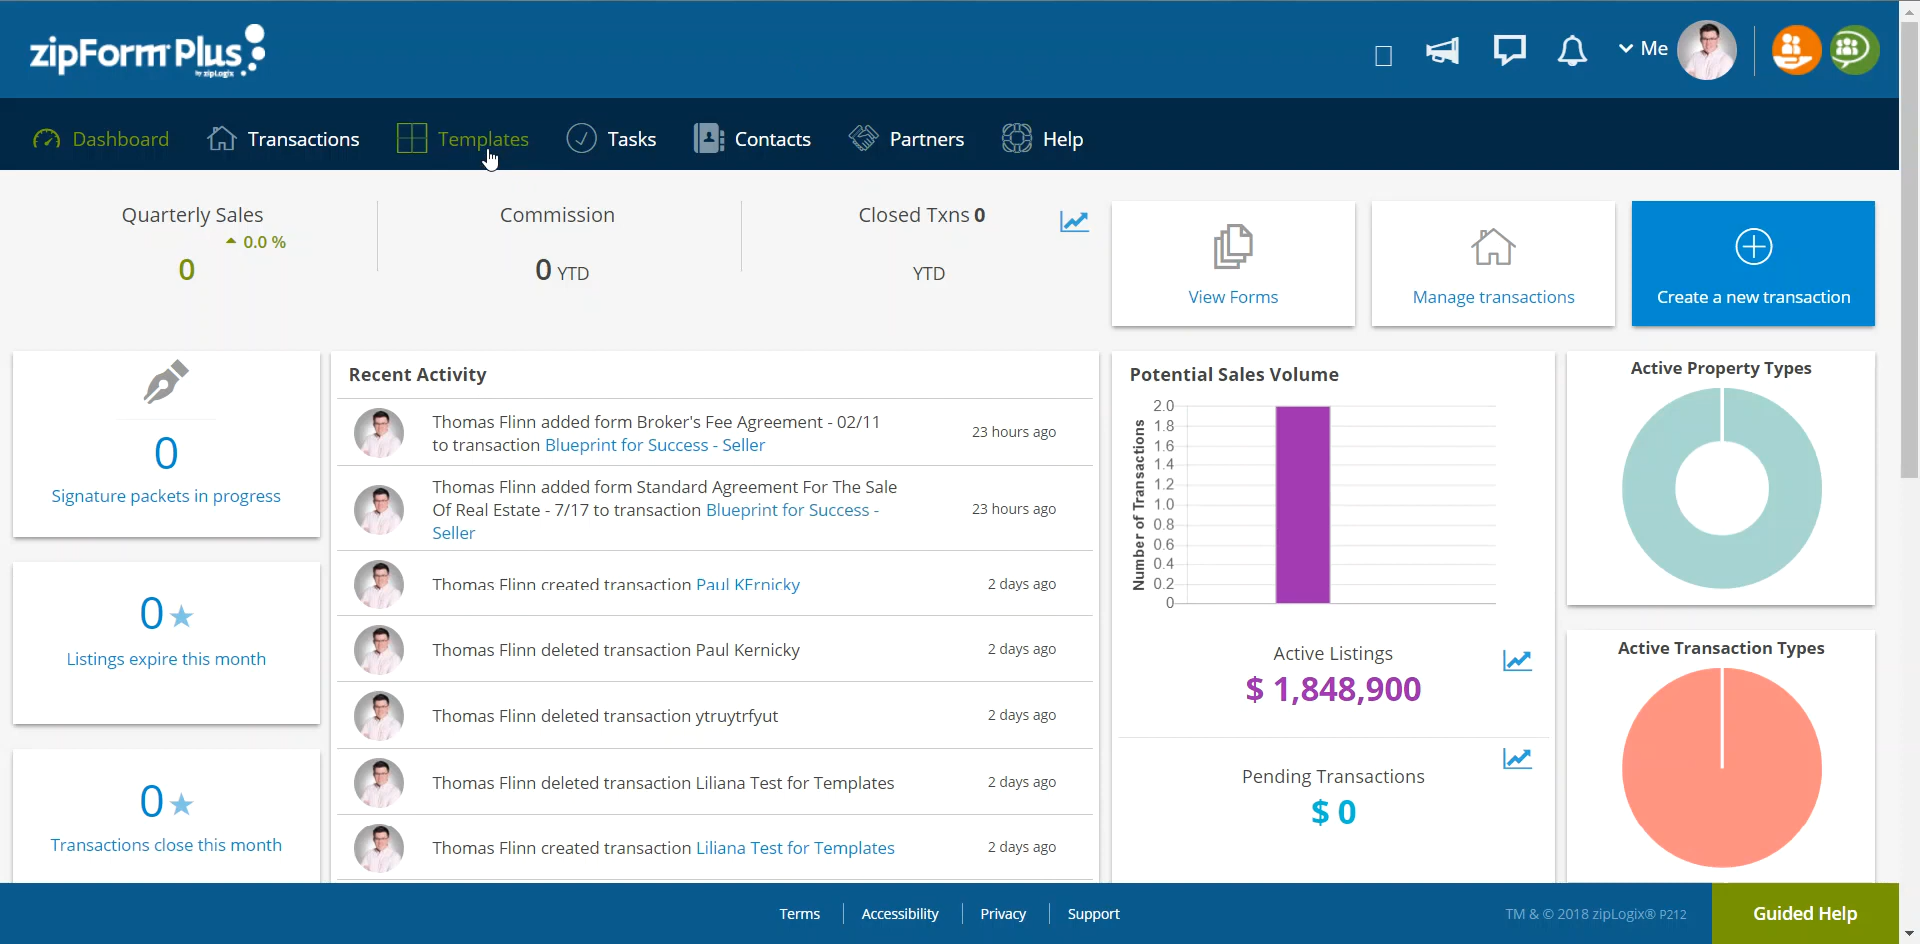 zipForm Plus
by zipLogix
Me
Dashboard
Transactions
Templates
Tasks
Contacts
Partners
Help
Quarterly Sales
0.0 %
0
Commission
0 YTD
Closed Txns 0
YTD
View Forms
Manage transactions
Create a new transaction
0
Signature packets in progress
0
Listings expire this month
0
Transactions close this month
Recent Activity
Thomas Flinn added form Broker's Fee Agreement - 02/11
to transaction Blueprint for Success - Seller
23 hours ago
Thomas Flinn added form Standard Agreement For The Sale
Of Real Estate - 7/17 to transaction Blueprint for Success -
Seller
23 hours ago
Thomas Flinn created transaction Paul KErnicky
2 days ago
Thomas Flinn deleted transaction Paul Kernicky
2 days ago
Thomas Flinn deleted transaction ytruytrfyut
2 days ago
Thomas Flinn deleted transaction Liliana Test for Templates
2 days ago
Thomas Flinn created transaction Liliana Test for Templates
2 days ago
Potential Sales Volume
Number of Transactions
2.0
1.8
1.6
1.4
1.2
1.0
0.8
0.6
0.4
0.2
0
Active Listings
$ 1,848,900
Pending Transactions
$ 0
Active Property Types
Active Transaction Types
Terms
Accessibility
Privacy
Support
TM & © 2018 zipLogix® P212
Guided Help